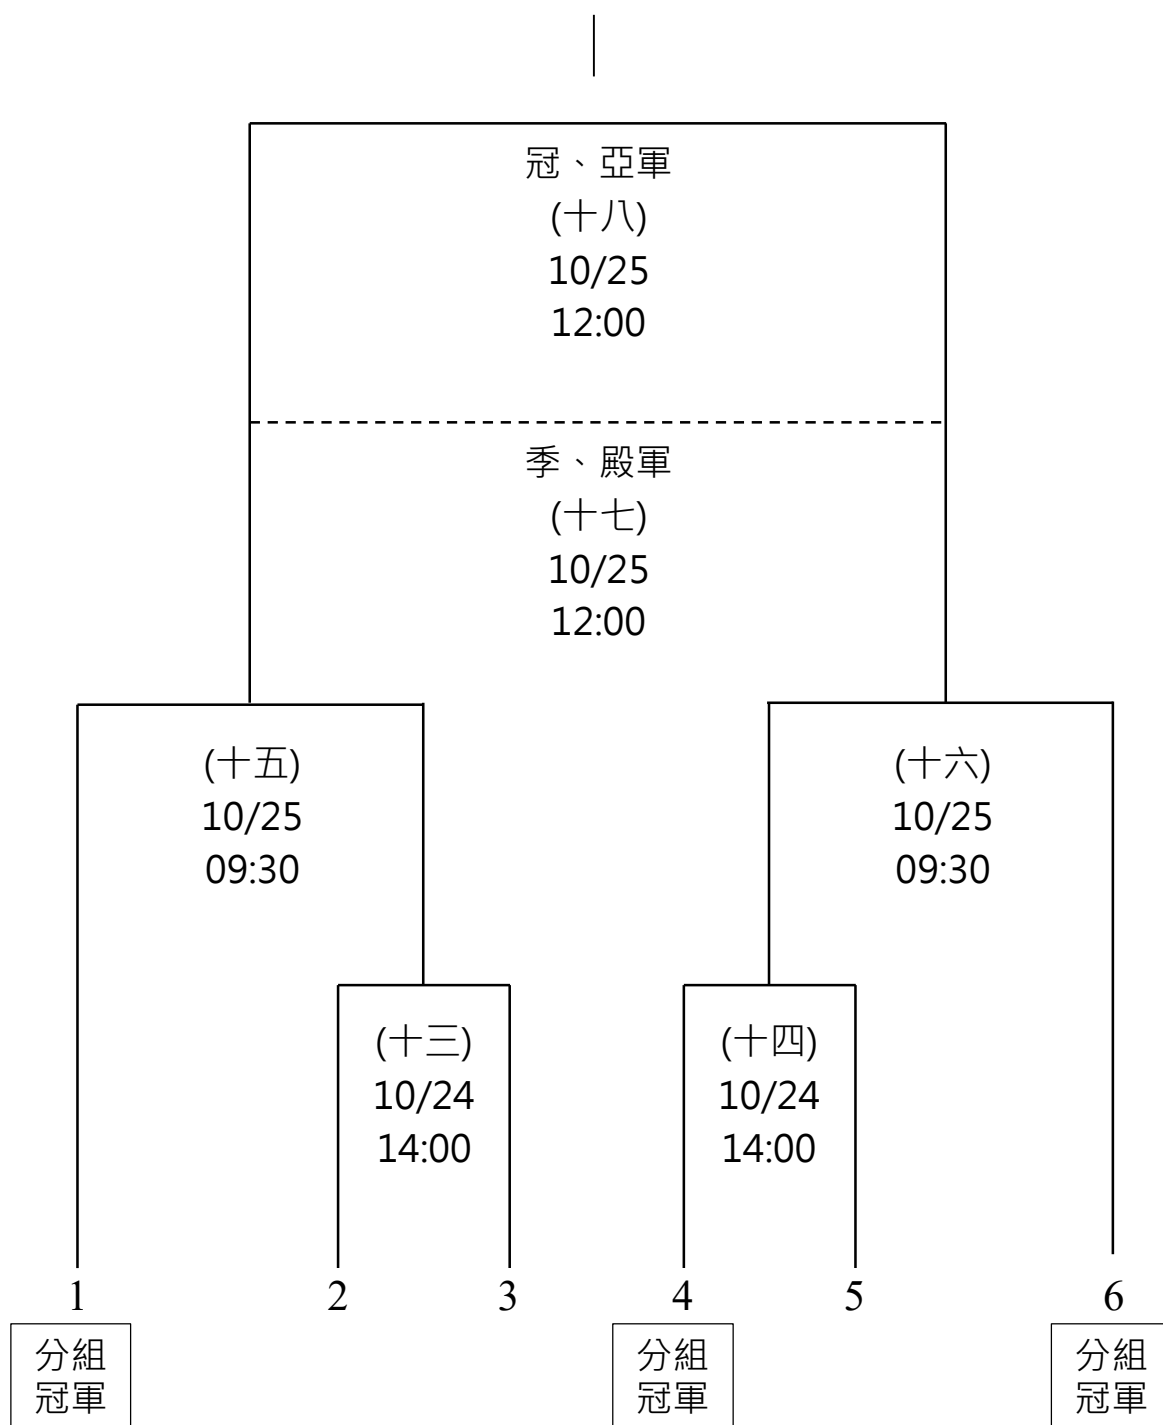 冠、亞軍
(十八)
10/25
12:00
季、殿軍
(十七)
10/25
12:00
(十五)
10/25
09:30
(十六)
10/25
09:30
(十三)
10/24
14:00
(十四)
10/24
14:00
1 2 3 4 5 6
分組
冠軍
分組
冠軍
分組
冠軍